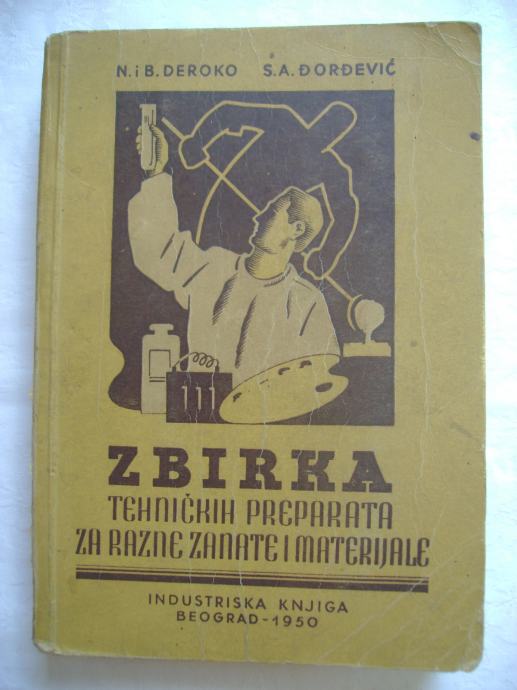 N. i B. DEROKO S. A. ĐORĐEVIĆ
ZBIRKA
TEHNIČKIH PREPARATA
ZA RAZNE ZANATE I MATERIJALE
INDUSTRISKA KNJIGA
BEOGRAD-1950